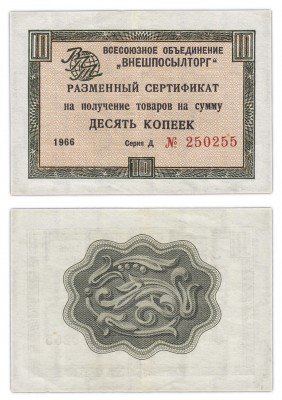 ВСЕСОЮЗНОЕ ОБЪЕДИНЕНИЕ
„ВНЕШПОСЫЛТОРГ"
РАЗМЕННЫЙ СЕРТИФИКАТ
на получение товаров на сумму
ДЕСЯТЬ КОПЕЕК
1966 Серия Д № 250255